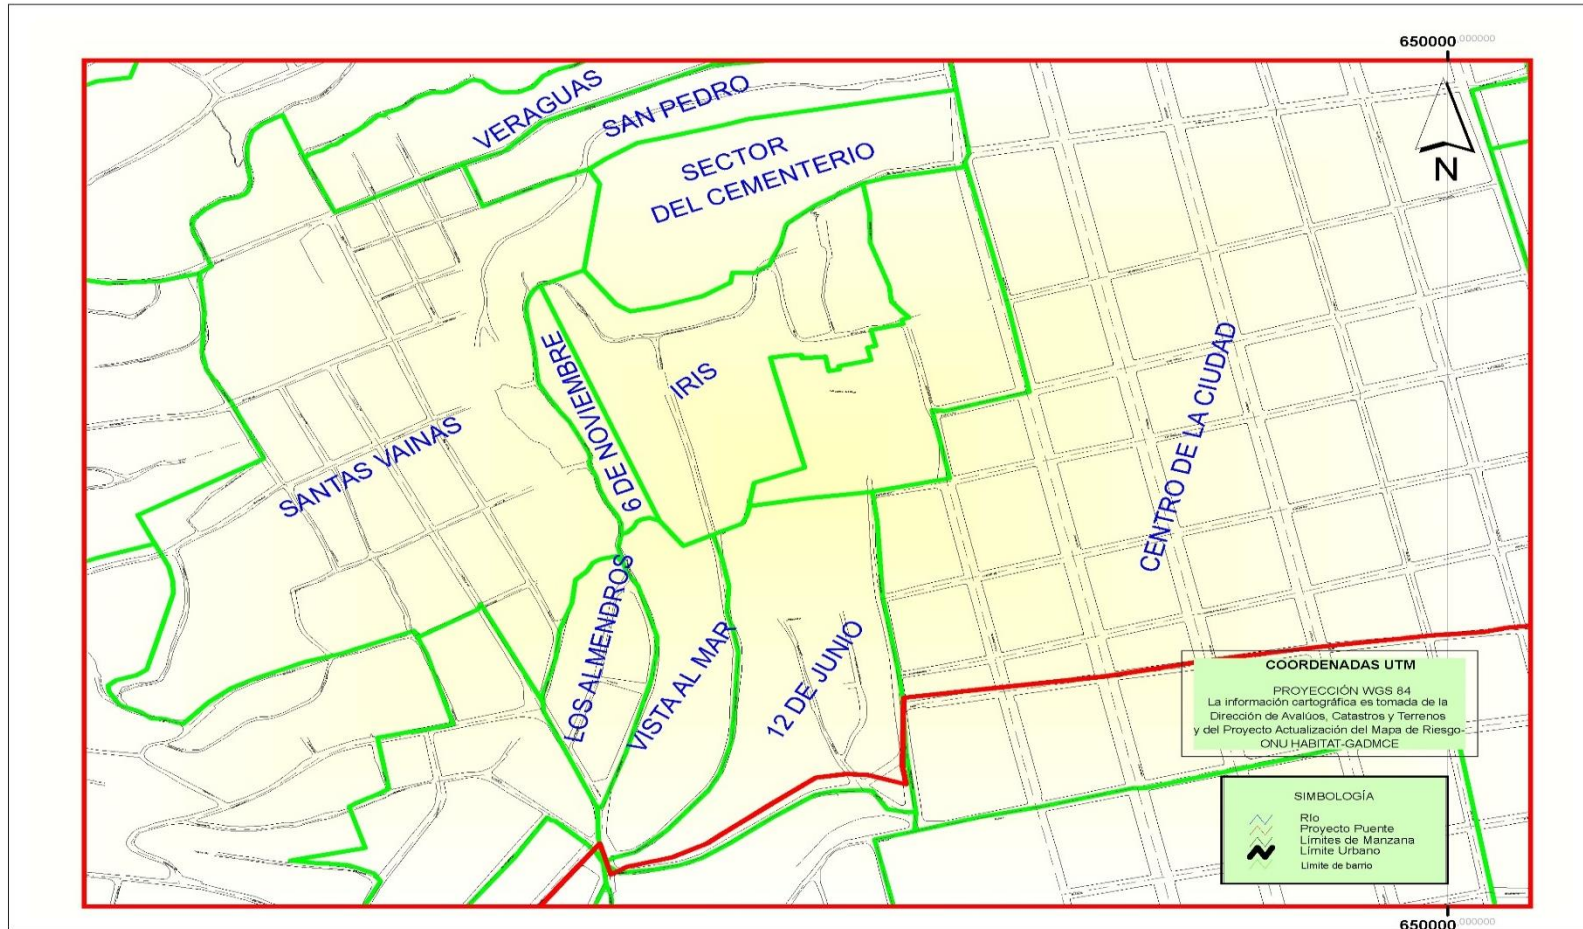 650000.000000
N
VERAGUAS
SAN PEDRO
SECTOR
DEL CEMENTERIO
6 DE NOVIEMBRE
IRIS
SANTAS VAINAS
CENTRO DE LA CIUDAD
LOS ALMENDROS
VISTA AL MAR
12 DE JUNIO
COORDENADAS UTM
PROYECCIÓN WGS 84
La información cartográfica es tomada de la
Dirección de Avalúos, Catastros y Terrenos
y del Proyecto Actualización del Mapa de Riesgo-
ONU HABITAT-GADMCE
SIMBOLOGÍA
RIo
Proyecto Puente
Límites de Manzana
Límite Urbano
Limite de barrio
650000.000000